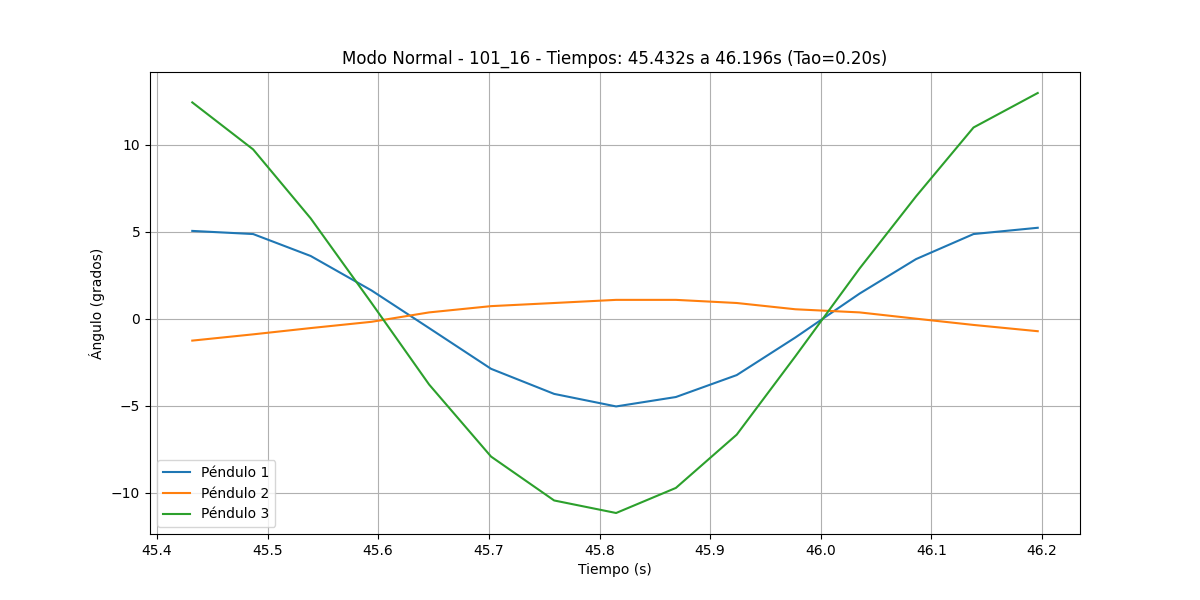 Modo Normal - 101_16 - Tiempos: 45.432s a 46.196s (Tao=0.20s)
Ángulo (grados)
10
5
0
−5
−10
Péndulo 1
Péndulo 2
Péndulo 3
45.4 45.5 45.6 45.7 45.8 45.9 46.0 46.1 46.2
Tiempo (s)